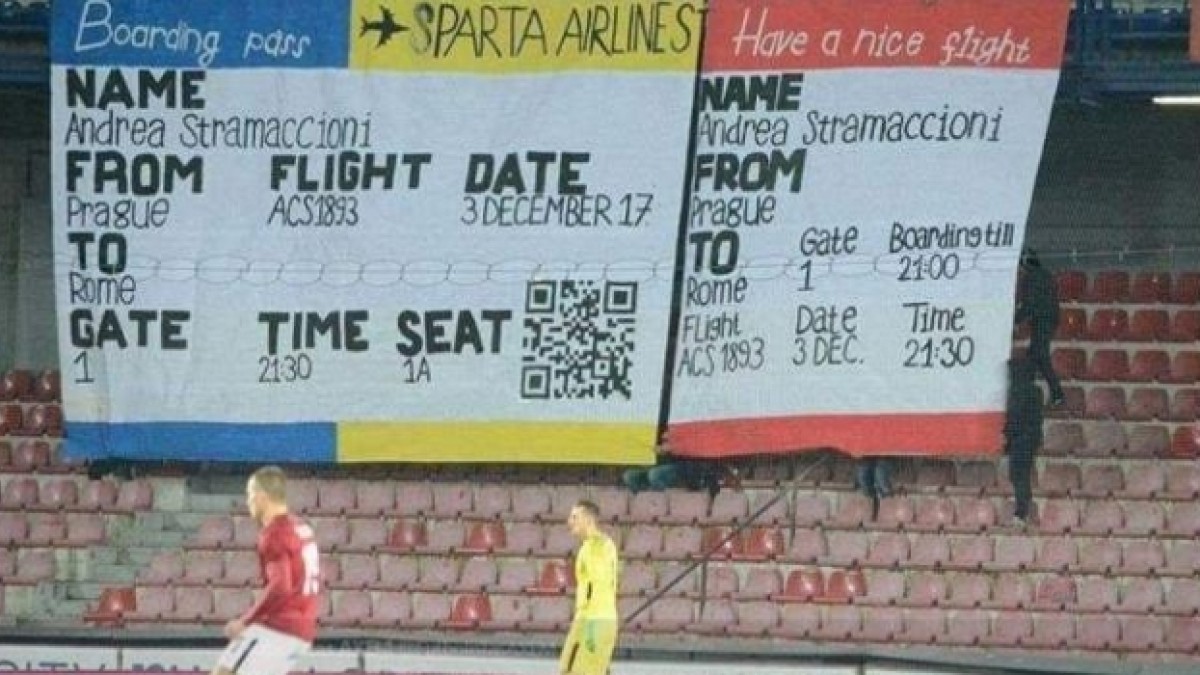 Boarding pass SPARTA AIRLINES
NAME
Andrea Stramaccioni
FROM FLIGHT DATE
Prague ACS1893 3 DECEMBER 17
TO
Rome
GATE TIME SEAT
1 21:30 1A
Have a nice flight
NAME
Andrea Stramaccioni
FROM
Prague
TO Gate Boarding till
Rome 1 21:00
Flight Date Time
ACS 1893 3 DEC. 21:30